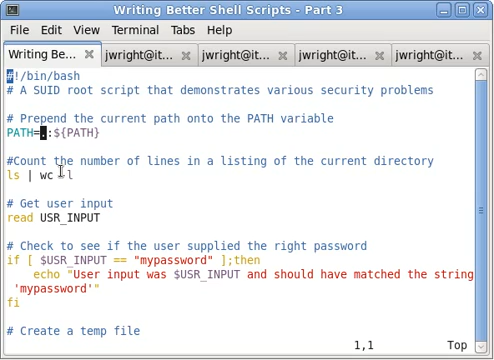 Writing Better Shell Scripts - Part 3
File Edit View Terminal Tabs Help
Writing Be... jwright@it... jwright@it... jwright@it... jwright@it...
#!/bin/bash
# A SUID root script that demonstrates various security problems
# Prepend the current path onto the PATH variable
PATH=.:${PATH}
#Count the number of lines in a listing of the current directory
ls | wc -l
# Get user input
read USR_INPUT
# Check to see if the user supplied the right password
if [ $USR_INPUT == "mypassword" ];then
echo "User input was $USR_INPUT and should have matched the string
'mypassword'"
fi
# Create a temp file
1,1 Top